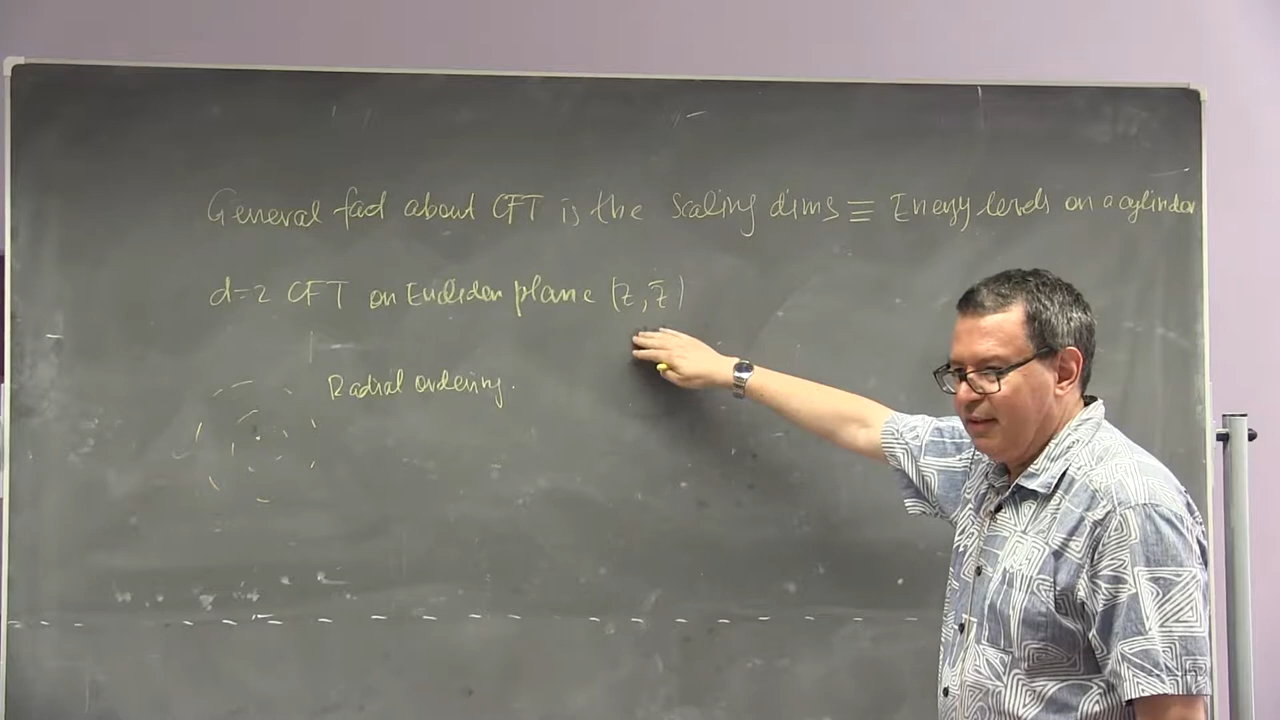 General fact about CFT is the scaling dims ≡ Energy levels on a cylinder
d=2 CFT on Euclidean plane (z, z̄)
Radial ordering.